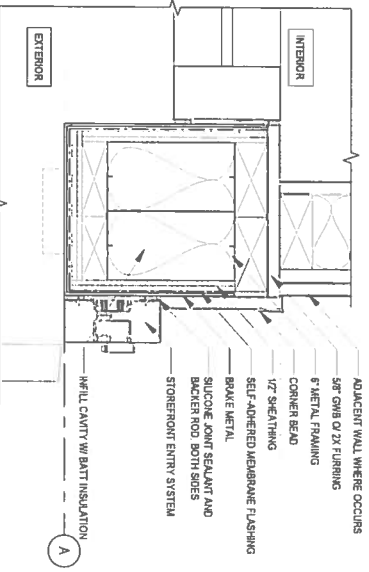 INTERIOR
EXTERIOR
ADJACENT WALL WHERE OCCURS
5/8" GWB O/ 2X FURRING
6" METAL FRAMING
CORNER BEAD
1/2" SHEATHING
SELF-ADHERED MEMBRANE FLASHING
BRAKE METAL
SILICONE JOINT SEALANT AND
BACKER ROD, BOTH SIDES
STOREFRONT ENTRY SYSTEM
INFILL CAVITY W/ BATT INSULATION
A